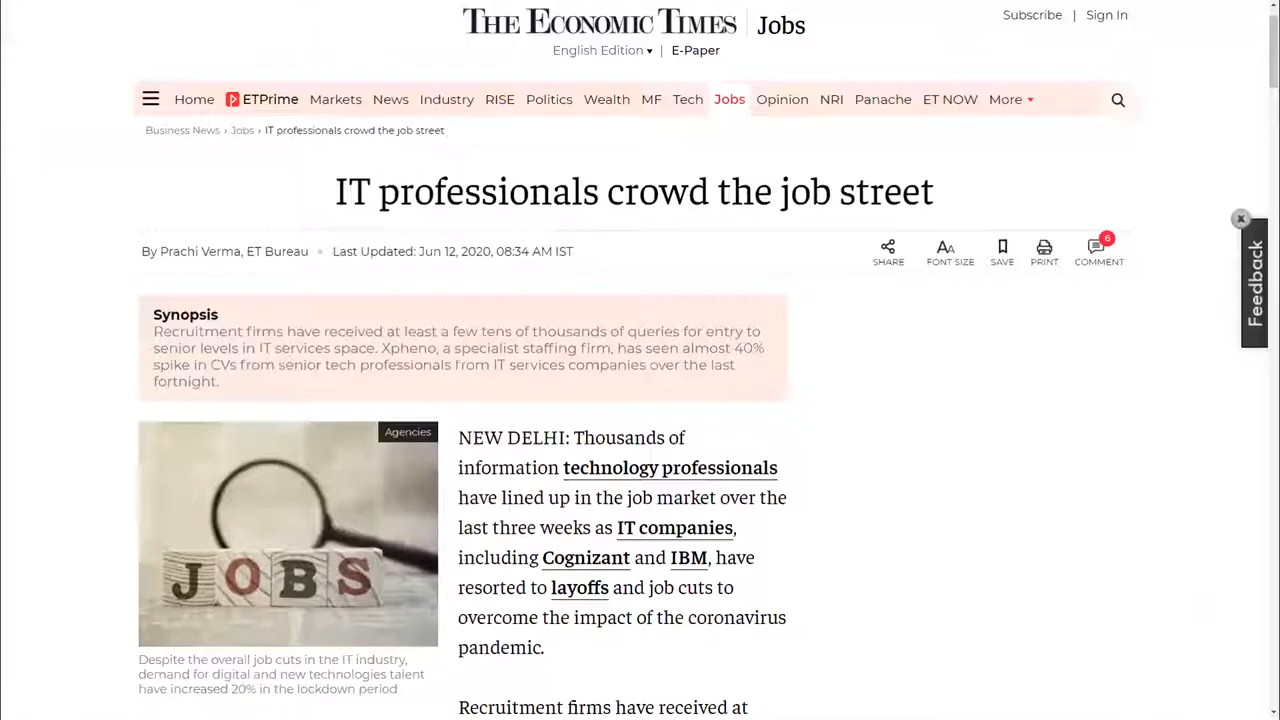 THE ECONOMIC TIMES | Jobs
Subscribe | Sign In
English Edition ▾ | E-Paper
Home ETPrime Markets News Industry RISE Politics Wealth MF Tech Jobs Opinion NRI Panache ET NOW More
Business News › Jobs › IT professionals crowd the job street
IT professionals crowd the job street
By Prachi Verma, ET Bureau • Last Updated: Jun 12, 2020, 08:34 AM IST
6
SHARE FONT SIZE SAVE PRINT COMMENT
Feedback
Synopsis
Recruitment firms have received at least a few tens of thousands of queries for entry to
senior levels in IT services space. Xpheno, a specialist staffing firm, has seen almost 40%
spike in CVs from senior tech professionals from IT services companies over the last
fortnight.
Agencies
JOBS
Despite the overall job cuts in the IT industry,
demand for digital and new technologies talent
have increased 20% in the lockdown period
NEW DELHI: Thousands of
information technology professionals
have lined up in the job market over the
last three weeks as IT companies,
including Cognizant and IBM, have
resorted to layoffs and job cuts to
overcome the impact of the coronavirus
pandemic.
Recruitment firms have received at